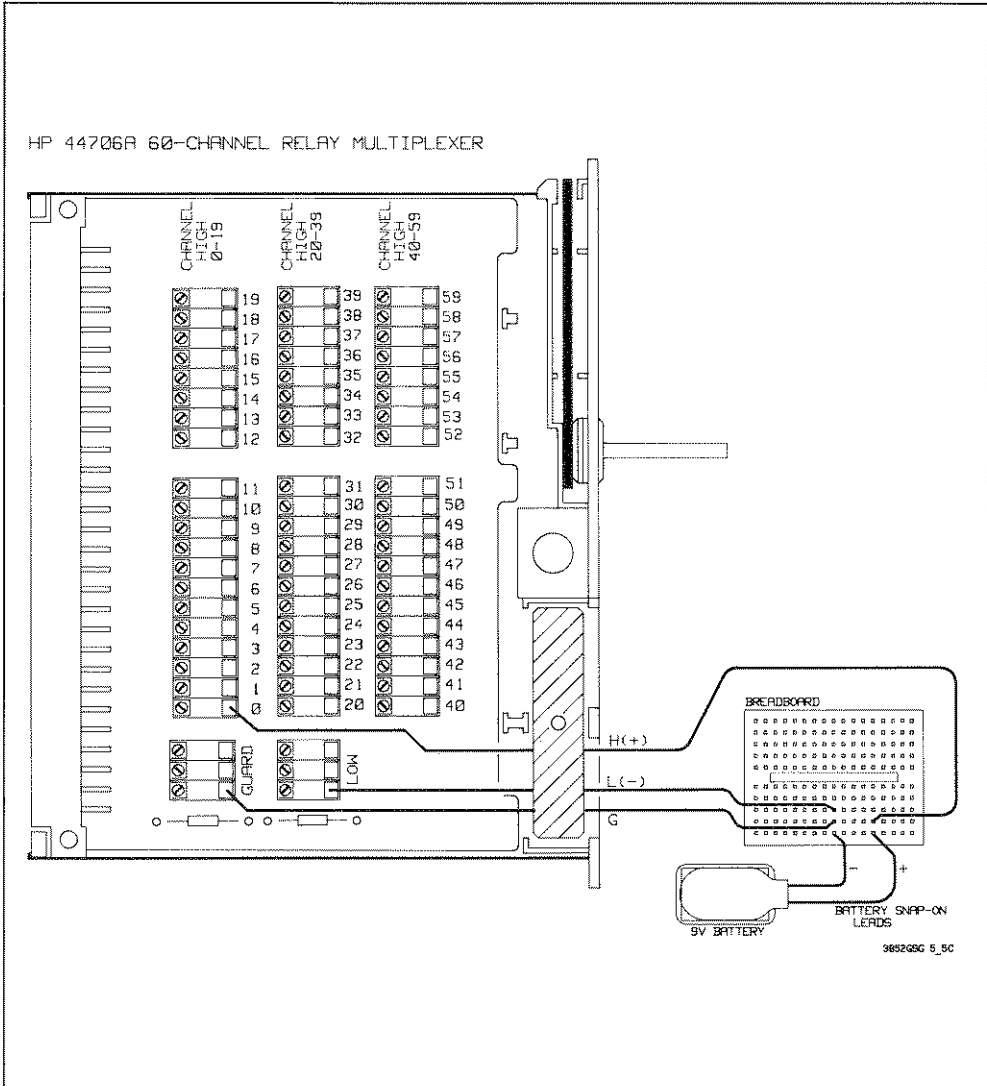 HP 44706A 60-CHANNEL RELAY MULTIPLEXER
CHANNEL
HIGH
0-19
CHANNEL
HIGH
20-39
CHANNEL
HIGH
40-59
19 39 59
18 38 58
17 37 57
16 36 56
15 35 55
14 34 54
13 33 53
12 32 52
11 31 51
10 30 50
9 29 49
8 28 48
7 27 47
6 26 46
5 25 45
4 24 44
3 23 43
2 22 42
1 21 41
0 20 40
GUARD
LOW
H(+)
L(-)
G
BREADBOARD
- +
BATTERY SNAP-ON
LEADS
9V BATTERY
3852GSG 5_5C